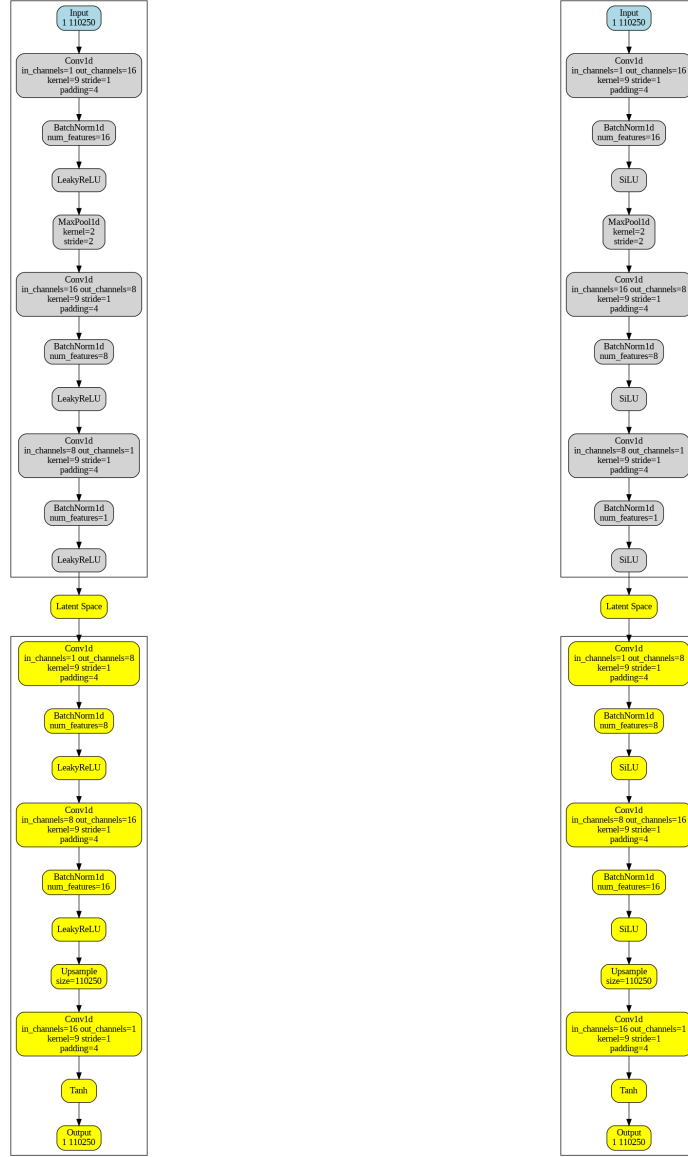 Input
1 110250
Conv1d
in_channels=1 out_channels=16
kernel=9 stride=1
padding=4
BatchNorm1d
num_features=16
LeakyReLU
MaxPool1d
kernel=2
stride=2
Conv1d
in_channels=16 out_channels=8
kernel=9 stride=1
padding=4
BatchNorm1d
num_features=8
LeakyReLU
Conv1d
in_channels=8 out_channels=1
kernel=9 stride=1
padding=4
BatchNorm1d
num_features=1
LeakyReLU
Latent Space
Conv1d
in_channels=1 out_channels=8
kernel=9 stride=1
padding=4
BatchNorm1d
num_features=8
LeakyReLU
Conv1d
in_channels=8 out_channels=16
kernel=9 stride=1
padding=4
BatchNorm1d
num_features=16
LeakyReLU
Upsample
size=110250
Conv1d
in_channels=16 out_channels=1
kernel=9 stride=1
padding=4
Tanh
Output
1 110250
Input
1 110250
Conv1d
in_channels=1 out_channels=16
kernel=9 stride=1
padding=4
BatchNorm1d
num_features=16
SiLU
MaxPool1d
kernel=2
stride=2
Conv1d
in_channels=16 out_channels=8
kernel=9 stride=1
padding=4
BatchNorm1d
num_features=8
SiLU
Conv1d
in_channels=8 out_channels=1
kernel=9 stride=1
padding=4
BatchNorm1d
num_features=1
SiLU
Latent Space
Conv1d
in_channels=1 out_channels=8
kernel=9 stride=1
padding=4
BatchNorm1d
num_features=8
SiLU
Conv1d
in_channels=8 out_channels=16
kernel=9 stride=1
padding=4
BatchNorm1d
num_features=16
SiLU
Upsample
size=110250
Conv1d
in_channels=16 out_channels=1
kernel=9 stride=1
padding=4
Tanh
Output
1 110250